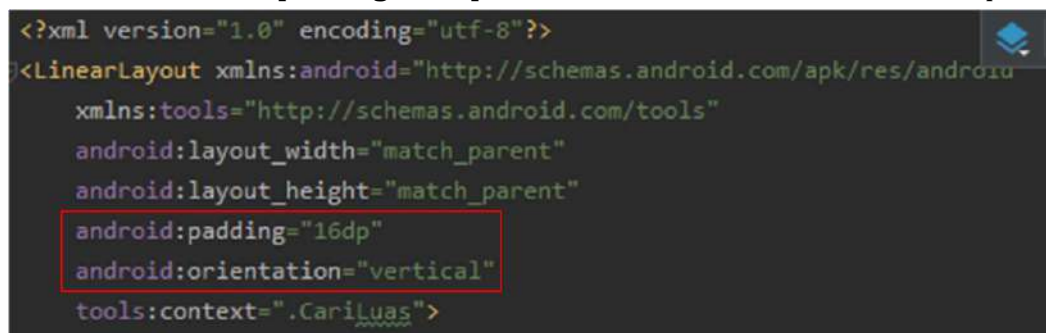 <?xml version="1.0" encoding="utf-8"?>
<LinearLayout xmlns:android="http://schemas.android.com/apk/res/android"
xmlns:tools="http://schemas.android.com/tools"
android:layout_width="match_parent"
android:layout_height="match_parent"
android:padding="16dp"
android:orientation="vertical"
tools:context=".CariLuas">